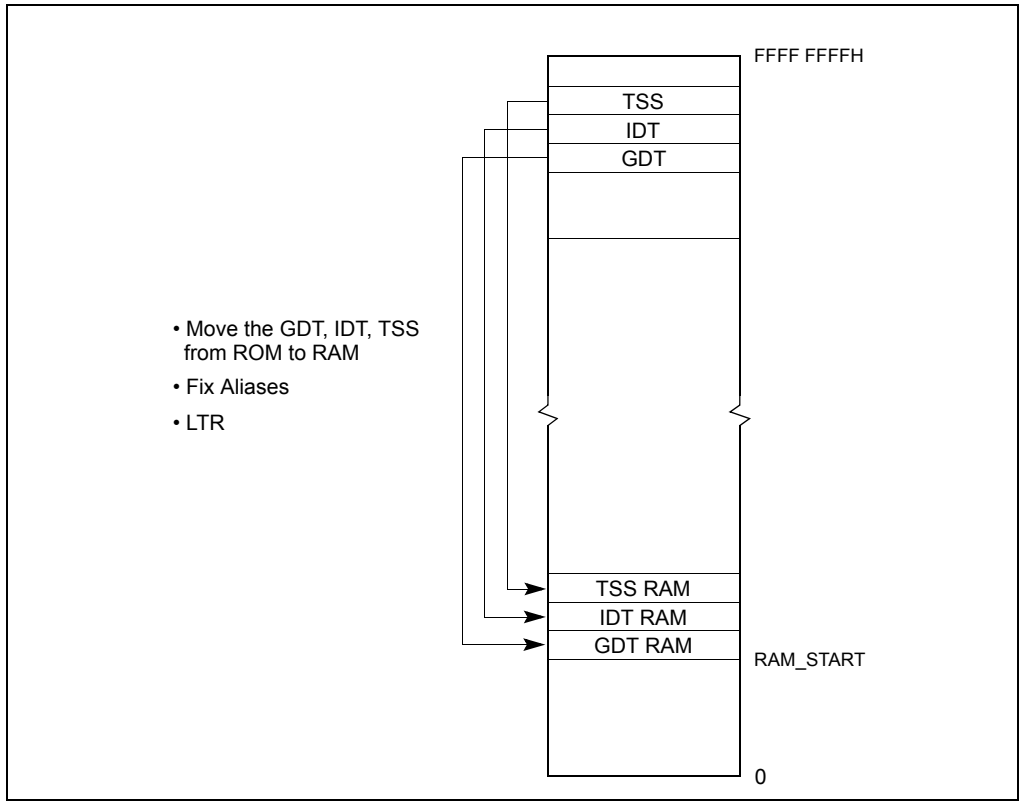 FFFF FFFFH
TSS
IDT
GDT
• Move the GDT, IDT, TSS
from ROM to RAM
• Fix Aliases
• LTR
TSS RAM
IDT RAM
GDT RAM
RAM_START
0